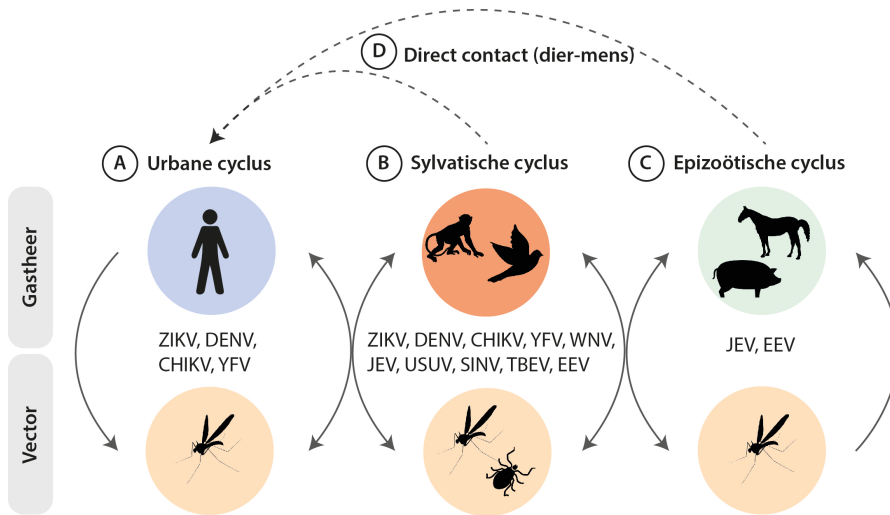 D Direct contact (dier-mens)
A Urbane cyclus
B Sylvatische cyclus
C Epizoötische cyclus
Gastheer
ZIKV, DENV,
CHIKV, YFV
ZIKV, DENV, CHIKV, YFV, WNV,
JEV, USUV, SINV, TBEV, EEV
JEV, EEV
Vector